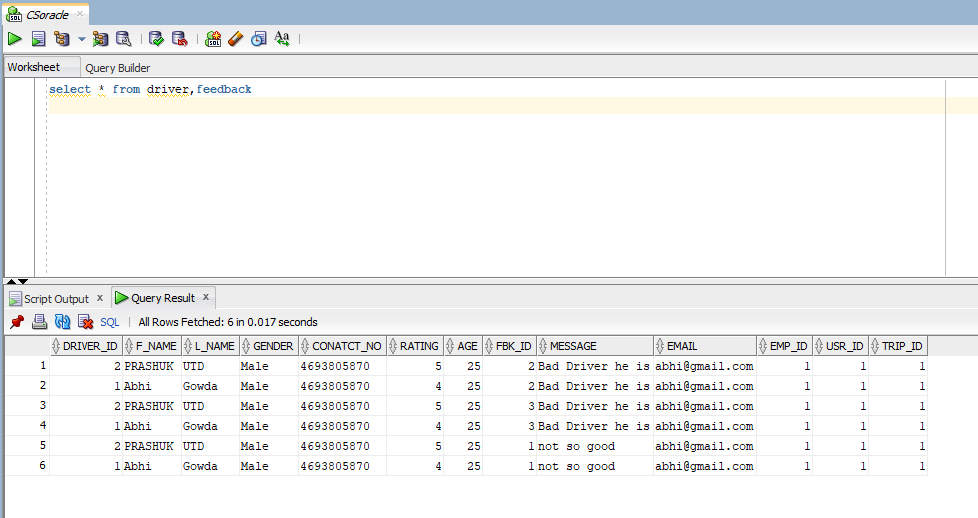 CSoracle
Worksheet Query Builder
select * from driver,feedback
Script Output x Query Result x
SQL All Rows Fetched: 6 in 0.017 seconds
DRIVER_ID F_NAME L_NAME GENDER CONATCT_NO RATING AGE FBK_ID MESSAGE EMAIL EMP_ID USR_ID TRIP_ID
1 2 PRASHUK UTD Male 4693805870 5 25 2 Bad Driver he is abhi@gmail.com 1 1 1
2 1 Abhi Gowda Male 4693805870 4 25 2 Bad Driver he is abhi@gmail.com 1 1 1
3 2 PRASHUK UTD Male 4693805870 5 25 3 Bad Driver he is abhi@gmail.com 1 1 1
4 1 Abhi Gowda Male 4693805870 4 25 3 Bad Driver he is abhi@gmail.com 1 1 1
5 2 PRASHUK UTD Male 4693805870 5 25 1 not so good abhi@gmail.com 1 1 1
6 1 Abhi Gowda Male 4693805870 4 25 1 not so good abhi@gmail.com 1 1 1